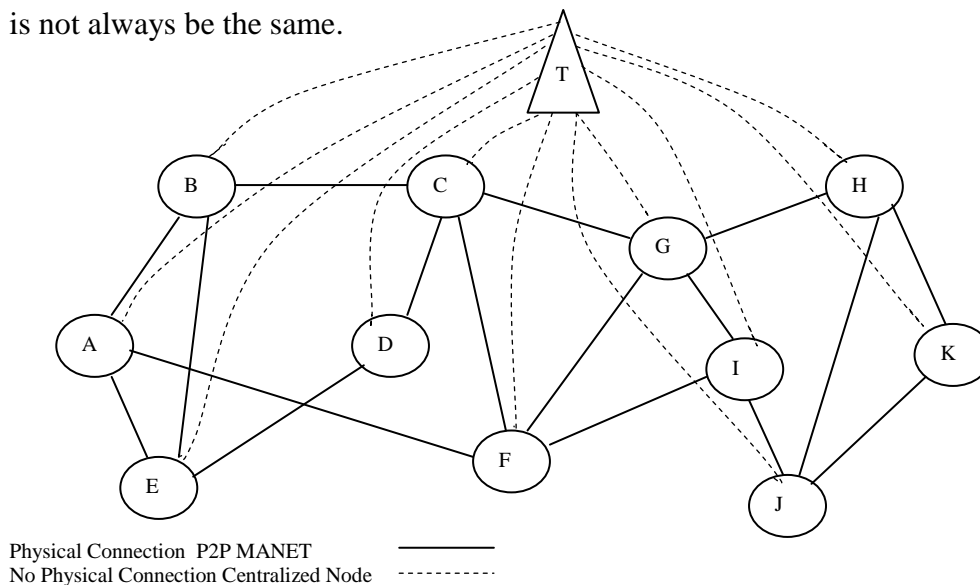 is not always be the same.
T
B
C
H
G
A
D
I
K
F
E
J
Physical Connection P2P MANET
No Physical Connection Centralized Node